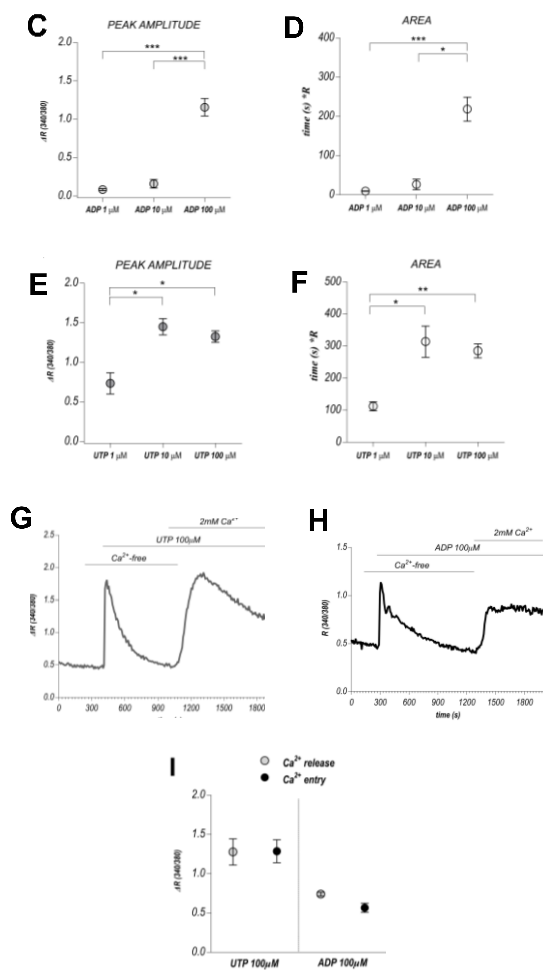 C
PEAK AMPLITUDE
2.0
1.5
1.0
0.5
0.0
ΔR (340/380)
***
***
ADP 1 μM
ADP 10 μM
ADP 100 μM
D
AREA
400
300
200
100
0
time (s) *R
***
*
ADP 1 μM
ADP 10 μM
ADP 100 μM
E
PEAK AMPLITUDE
2.0
1.5
1.0
0.5
0.0
ΔR (340/380)
*
*
UTP 1 μM
UTP 10 μM
UTP 100 μM
F
AREA
500
400
300
200
100
0
time (s) *R
**
*
UTP 1 μM
UTP 10 μM
UTP 100 μM
G
2mM
UTP 100μM
Ca²⁺-free
2.5
2.0
1.5
1.0
0.5
0.0
ΔR (340/380)
0 300 600 900 1200 1500 1800
H
2mM Ca²⁺
ADP 100μM
Ca²⁺-free
1.5
1.0
0.5
0.0
R (340/380)
0 300 600 900 1200 1500 1800
time (s)
I
Ca²⁺ release
Ca²⁺ entry
2.0
1.5
1.0
0.5
0.0
ΔR (340/380)
UTP 100μM
ADP 100μM